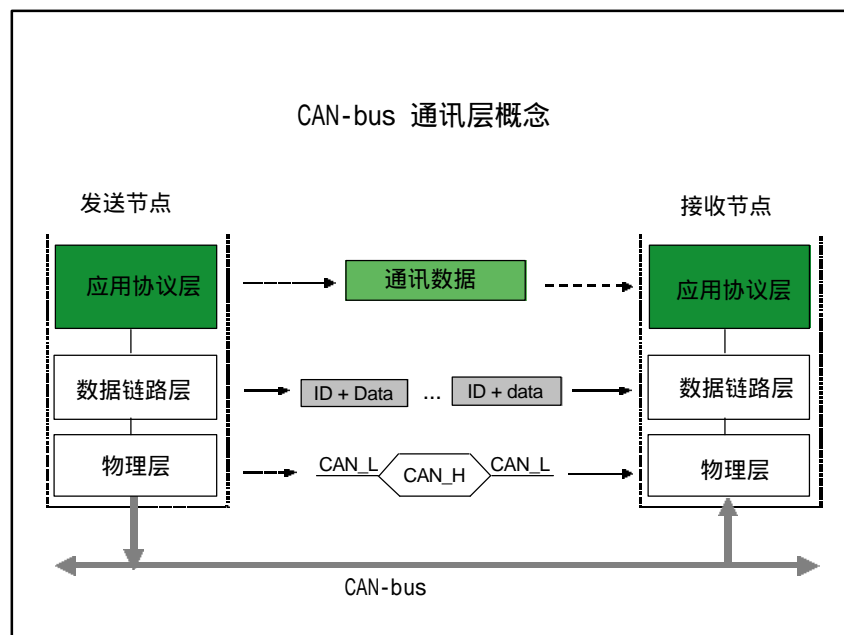 CAN-bus 通讯层概念
发送节点
接收节点
应用协议层
通讯数据
应用协议层
数据链路层
ID + Data
...
ID + data
数据链路层
物理层
CAN_L
CAN_H
CAN_L
物理层
CAN-bus